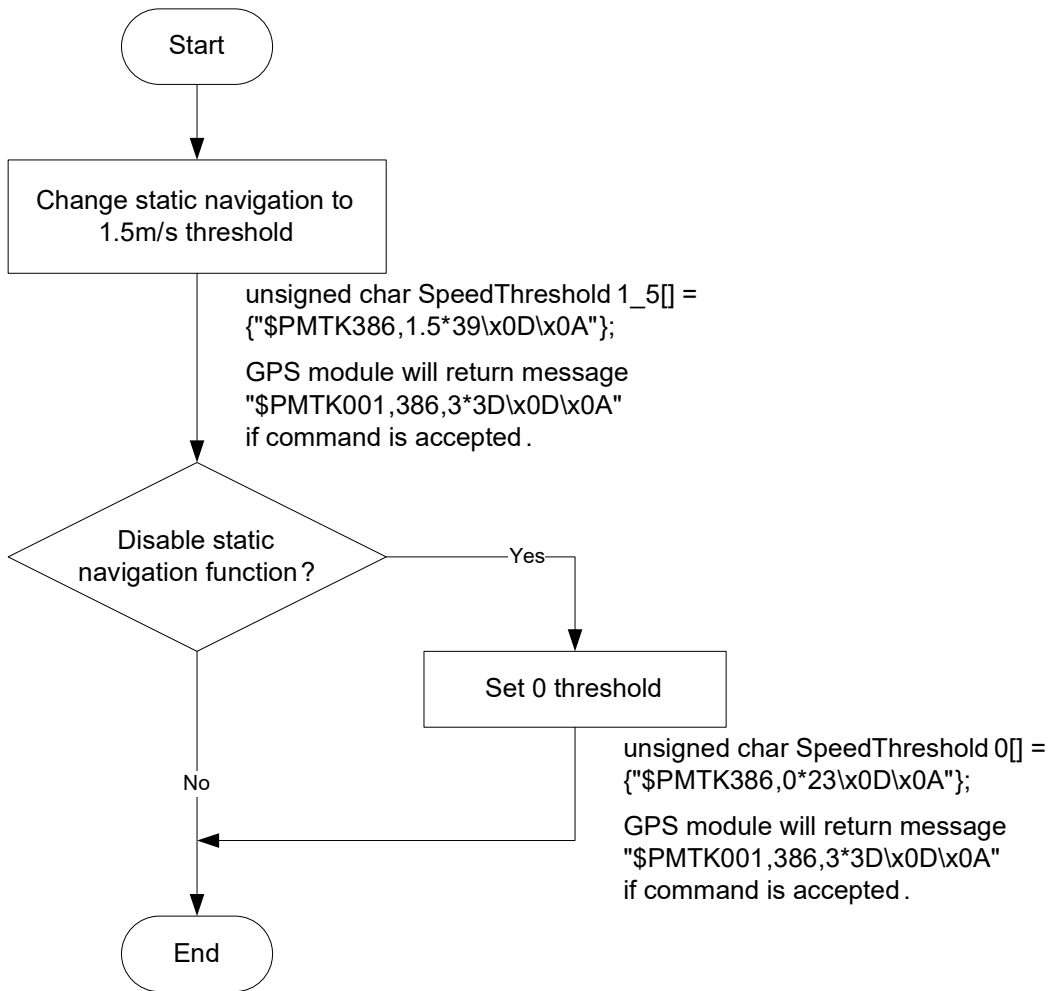 Start
Change static navigation to
1.5m/s threshold
unsigned char SpeedThreshold 1_5[] =
{"$PMTK386,1.5*39\x0D\x0A"};
GPS module will return message
"$PMTK001,386,3*3D\x0D\x0A"
if command is accepted.
Disable static
navigation function?
Yes
Set 0 threshold
unsigned char SpeedThreshold 0[] =
{"$PMTK386,0*23\x0D\x0A"};
No
GPS module will return message
"$PMTK001,386,3*3D\x0D\x0A"
if command is accepted.
End